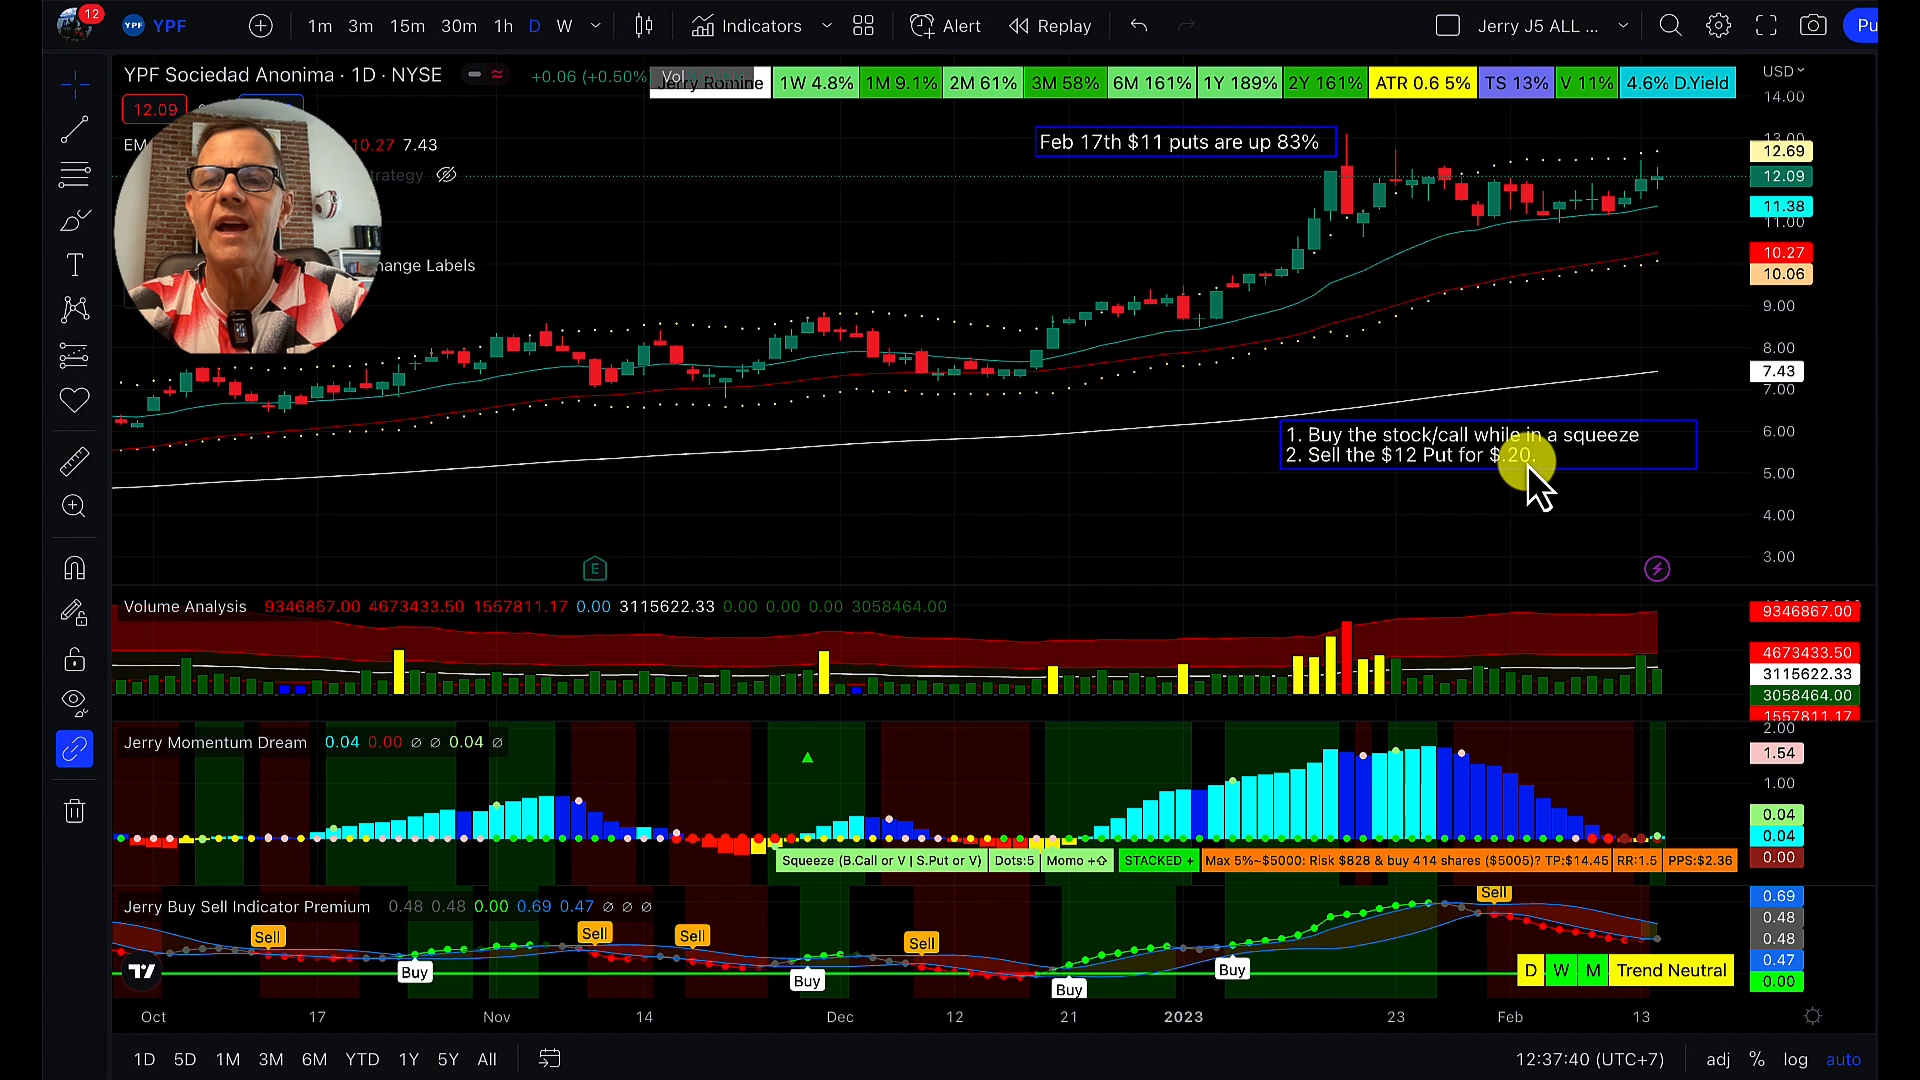 12
YPF
YPF
1m 3m 15m 30m 1h D W
Indicators
Alert
Replay
Jerry J5 ALL ...
Pu
YPF Sociedad Anonima · 1D · NYSE
+0.06 (+0.50%)
Vol
Jerry Romine
1W 4.8% 1M 9.1% 2M 61% 3M 58% 6M 161% 1Y 189% 2Y 161% ATR 0.6 5% TS 13% V 11% 4.6% D.Yield
USD
14.00
12.09
EM
10.27 7.43
trategy
hange Labels
Feb 17th $11 puts are up 83%
13.00
12.69
12.09
11.38
11.00
10.27
10.06
9.00
8.00
7.43
7.00
6.00
5.00
4.00
3.00
1. Buy the stock/call while in a squeeze
2. Sell the $12 Put for $.20.
E
Volume Analysis 9346867.00 4673433.50 1557811.17 0.00 3115622.33 0.00 0.00 0.00 3058464.00
9346867.00
4673433.50
3115622.33
3058464.00
1557811.17
Jerry Momentum Dream 0.04 0.00 ∅ ∅ 0.04 ∅
2.00
1.54
1.00
0.04
0.04
0.00
Squeeze (B.Call or V | S.Put or V) Dots:5 Momo +⇧ STACKED + Max 5%~$5000: Risk $828 & buy 414 shares ($5005)? TP:$14.45 RR:1.5 PPS:$2.36
Jerry Buy Sell Indicator Premium 0.48 0.48 0.00 0.69 0.47 ∅ ∅ ∅
0.69
0.48
0.48
0.47
0.00
Sell
Sell
Sell
Sell
Sell
Buy
Buy
Buy
Buy
D W M Trend Neutral
Oct 17 Nov 14 Dec 12 21 2023 23 Feb 13
1D 5D 1M 3M 6M YTD 1Y 5Y All
12:37:40 (UTC+7)
adj % log auto